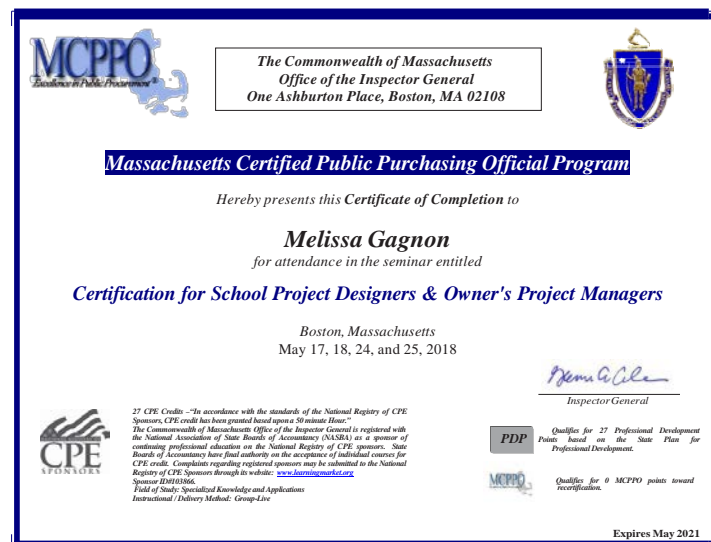 MCPPO
Excellence in Public Procurement
The Commonwealth of Massachusetts
Office of the Inspector General
One Ashburton Place, Boston, MA 02108
Massachusetts Certified Public Purchasing Official Program
Hereby presents this Certificate of Completion to
Melissa Gagnon
for attendance in the seminar entitled
Certification for School Project Designers & Owner's Project Managers
Boston, Massachusetts
May 17, 18, 24, and 25, 2018
Inspector General
CPE
SPONSORS
27 CPE Credits –“In accordance with the standards of the National Registry of CPE
Sponsors, CPE credit has been granted based upon a 50 minute Hour.”
The Commonwealth of Massachusetts Office of the Inspector General is registered with
the National Association of State Boards of Accountancy (NASBA) as a sponsor of
continuing professional education on the National Registry of CPE sponsors. State
Boards of Accountancy have final authority on the acceptance of individual courses for
CPE credit. Complaints regarding registered sponsors may be submitted to the National
Registry of CPE Sponsors through its website: www.learningmarket.org
Sponsor ID#103866.
Field of Study: Specialized Knowledge and Applications
Instructional / Delivery Method: Group-Live
PDP
Qualifies for 27 Professional Development
Points based on the State Plan for
Professional Development.
MCPPO
Qualifies for 0 MCPPO points toward
recertification.
Expires May 2021